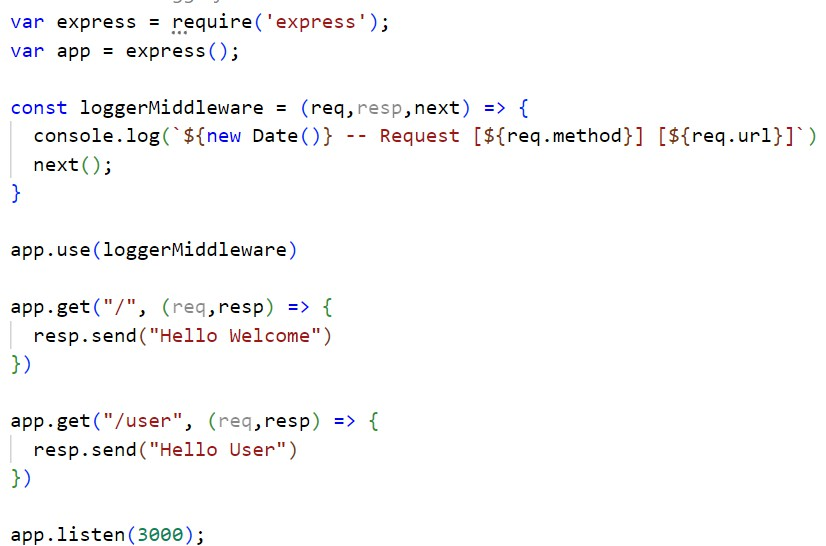 var express = require('express');
var app = express();
const loggerMiddleware = (req,resp,next) => {
console.log(`${new Date()} -- Request [${req.method}] [${req.url}]`)
next();
}
app.use(loggerMiddleware)
app.get("/", (req,resp) => {
resp.send("Hello Welcome")
})
app.get("/user", (req,resp) => {
resp.send("Hello User")
})
app.listen(3000);